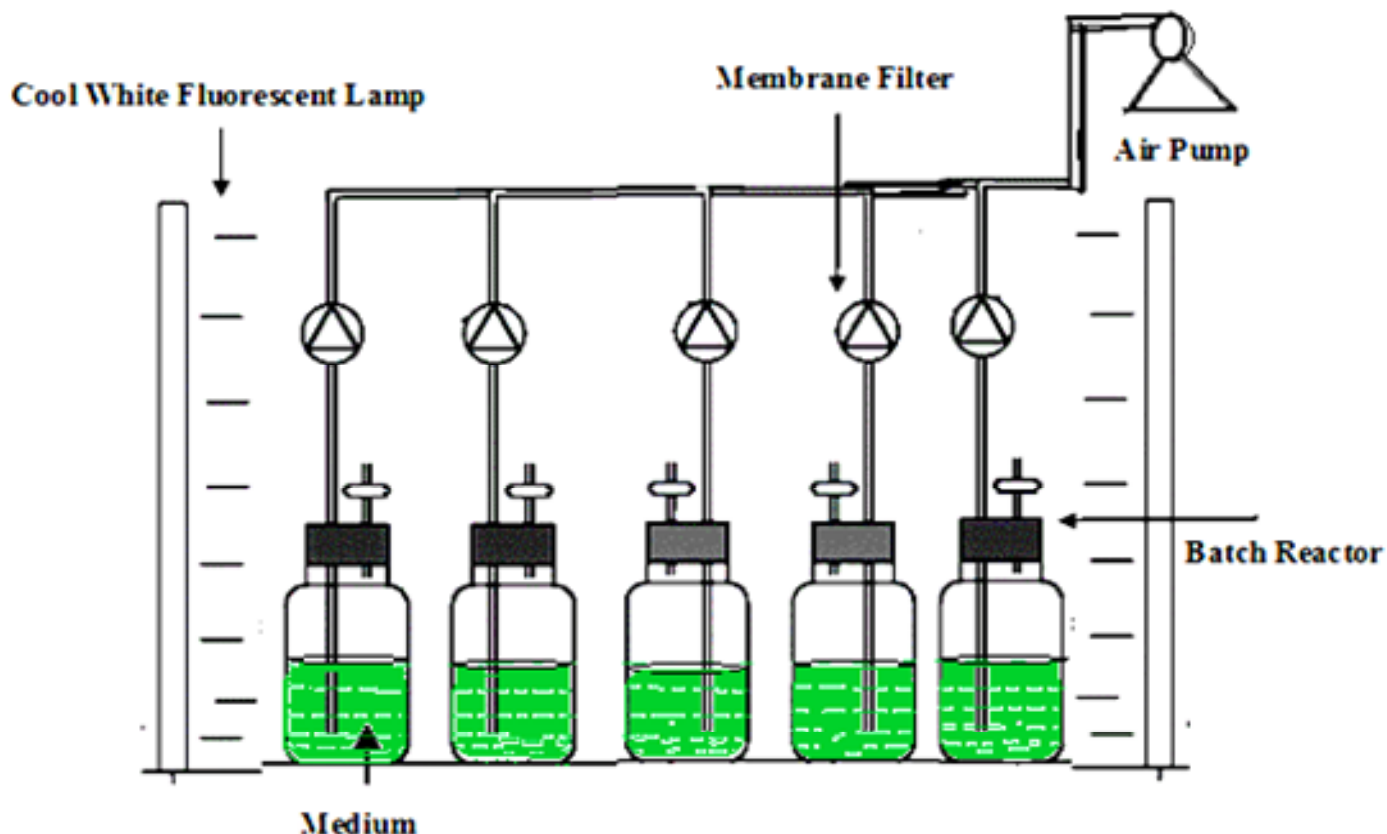 Membrane Filter
Cool White Fluorescent Lamp
Air Pump
Batch Reactor
Medium